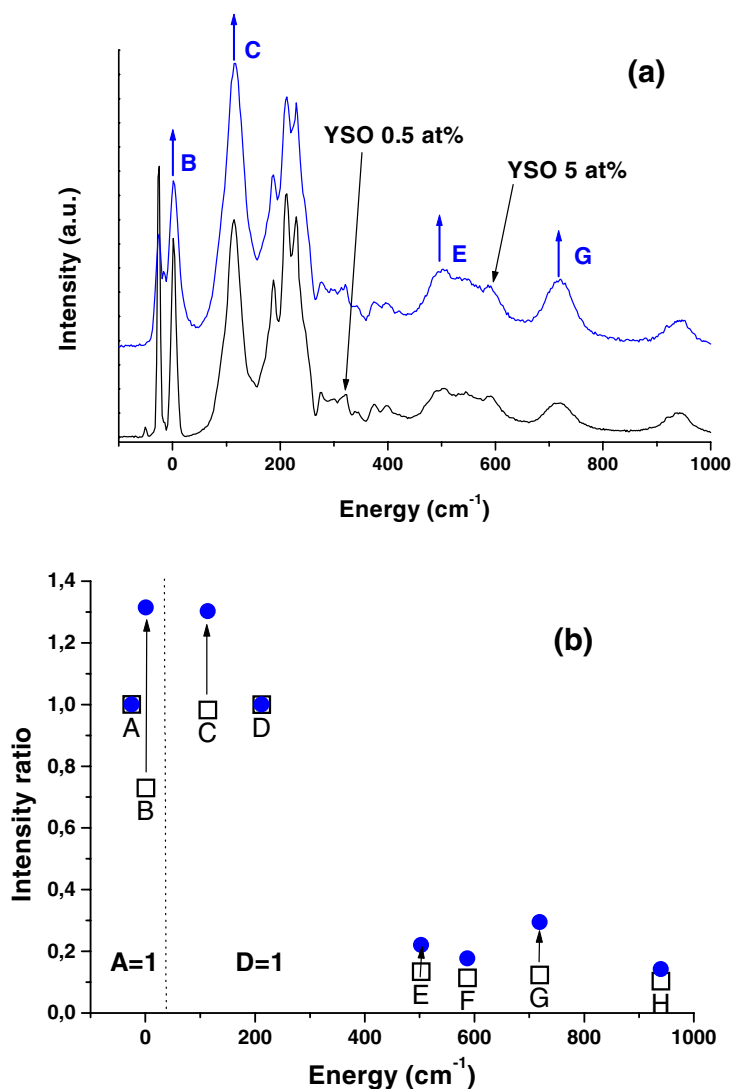 (a)
C
B
YSO 0.5 at%
YSO 5 at%
E
G
Intensity (a.u.)
0 200 400 600 800 1000
Energy (cm-1)
(b)
1,4
1,2
1,0
0,8
0,6
0,4
0,2
0,0
Intensity ratio
A
B
C
D
E
F
G
H
A=1
D=1
0 200 400 600 800 1000
Energy (cm-1)